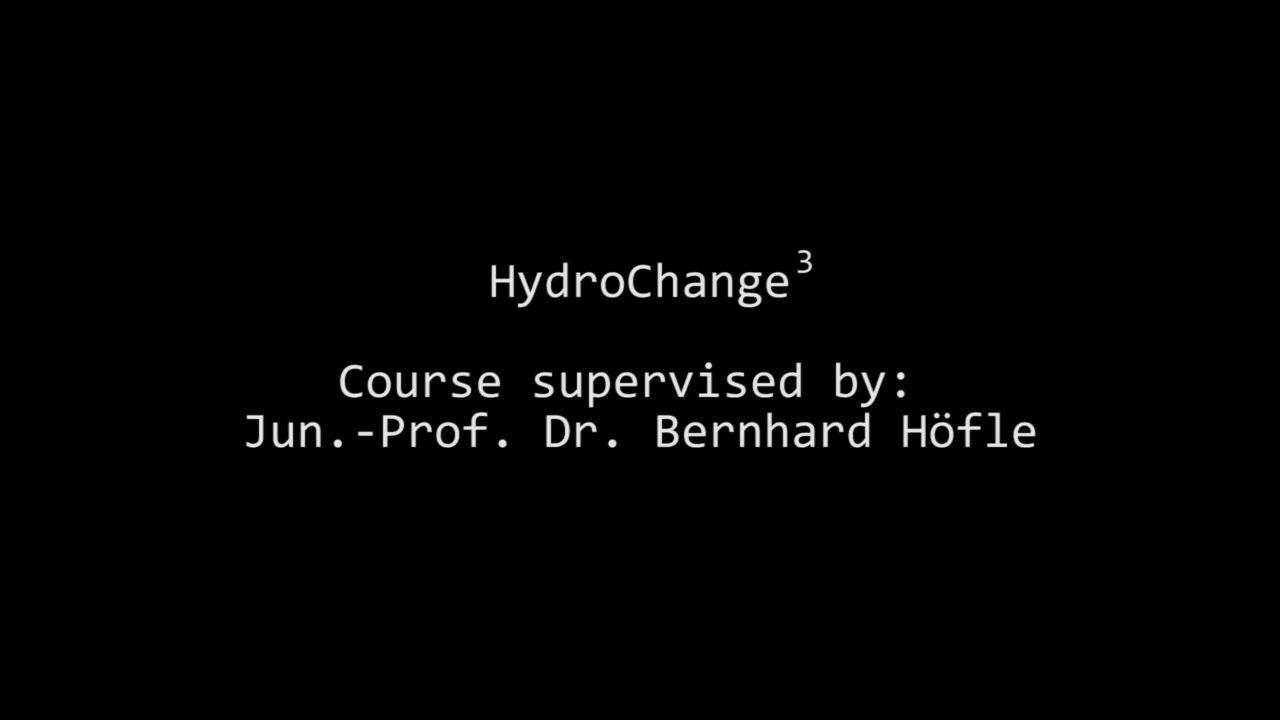 HydroChange³
Course supervised by:
Jun.-Prof. Dr. Bernhard Höfle